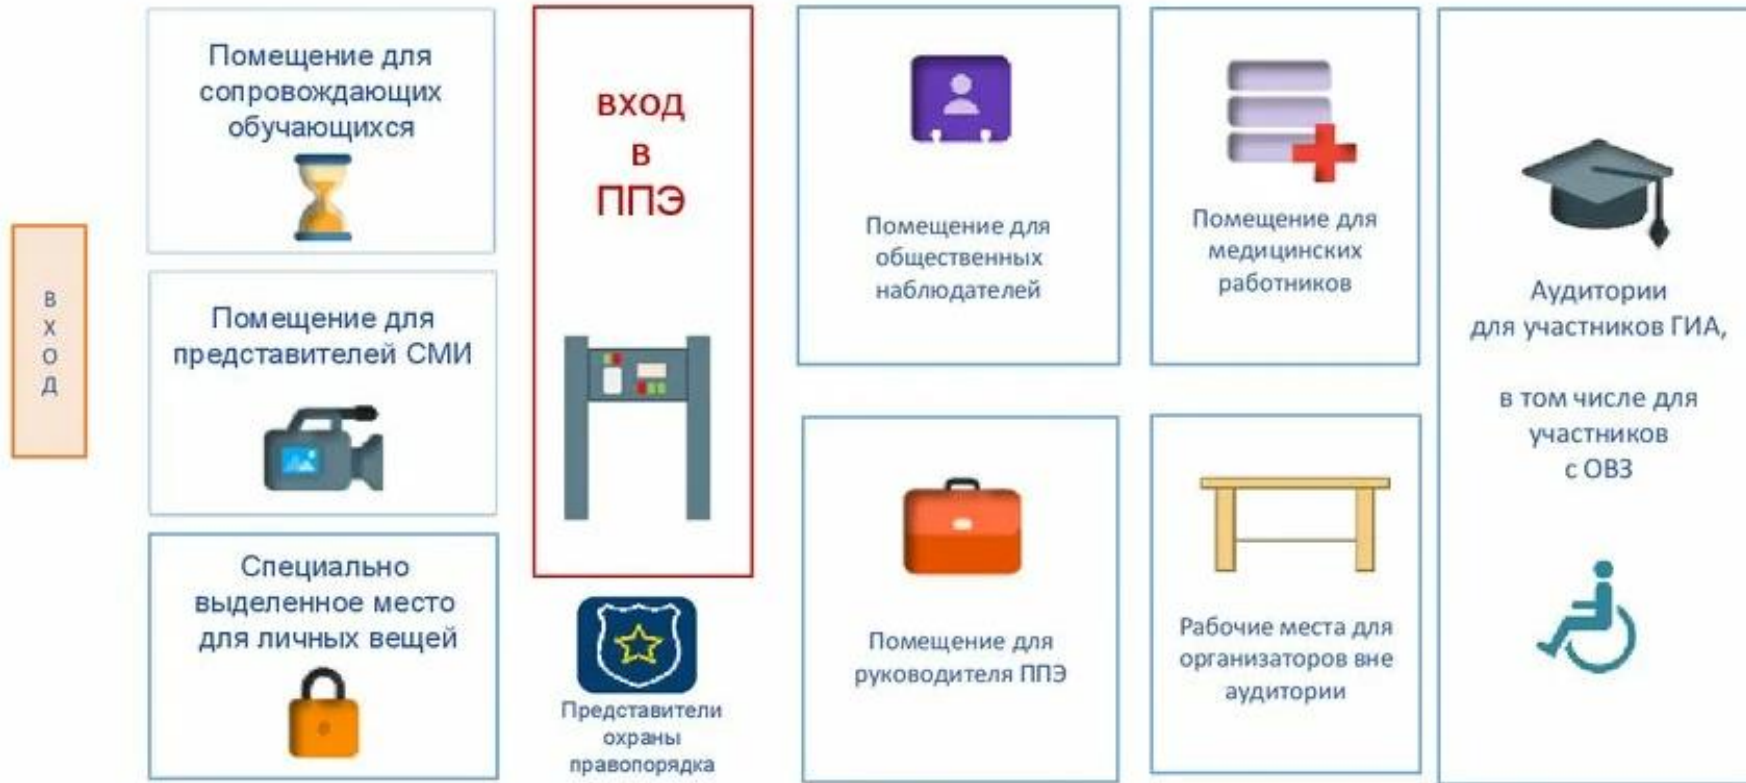 ВХОД
Помещение для
сопровождающих
обучающихся
Помещение для
представителей СМИ
Специально
выделенное место
для личных вещей
ВХОД
В
ППЭ
Представители
охраны
правопорядка
Помещение для
общественных
наблюдателей
Помещение для
руководителя ППЭ
Помещение для
медицинских
работников
Рабочие места для
организаторов вне
аудитории
Аудитории
для участников ГИА,
в том числе для
участников
с ОВЗ